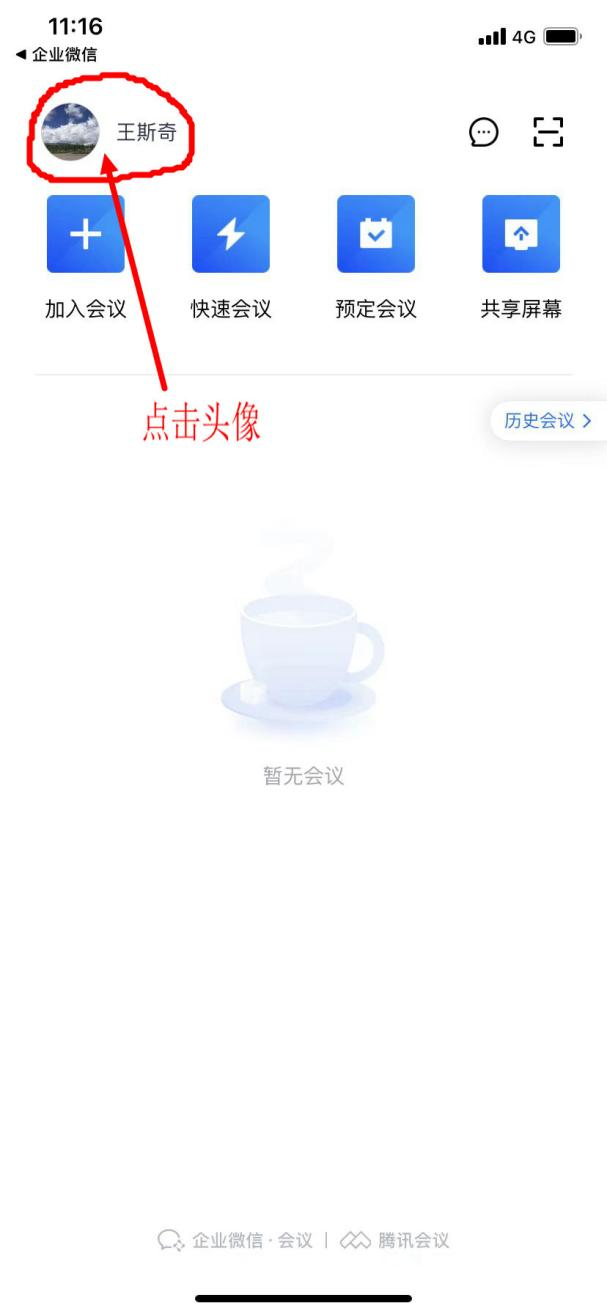 11:16
4G
企业微信
王斯奇
加入会议 快速会议 预定会议 共享屏幕
点击头像
历史会议
暂无会议
企业微信·会议 | 腾讯会议